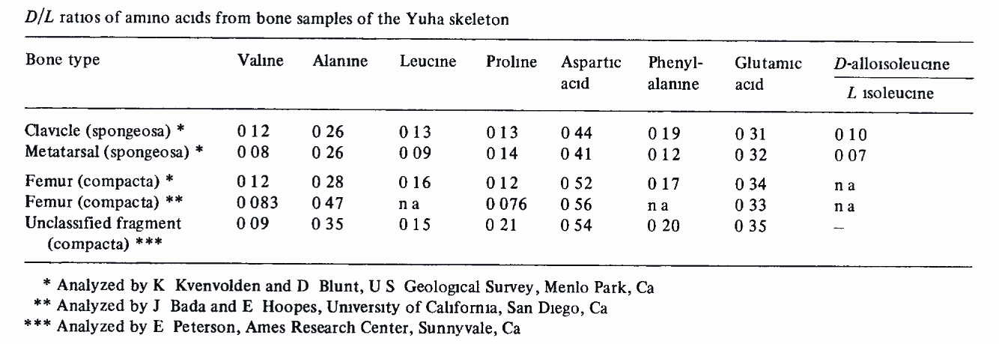 D/L ratios of amino acids from bone samples of the Yuha skeleton
Bone type Valine Alanine Leucine Proline Aspartic acid Phenyl-alanine Glutamic acid D-alloisoleucine
L isoleucine
Clavicle (spongeosa) * 0 12 0 26 0 13 0 13 0 44 0 19 0 31 0 10
Metatarsal (spongeosa) * 0 08 0 26 0 09 0 14 0 41 0 12 0 32 0 07
Femur (compacta) * 0 12 0 28 0 16 0 12 0 52 0 17 0 34 n a
Femur (compacta) ** 0 083 0 47 n a 0 076 0 56 n a 0 33 n a
Unclassified fragment 0 09 0 35 0 15 0 21 0 54 0 20 0 35 –
(compacta) ***
* Analyzed by K Kvenvolden and D Blunt, U S Geological Survey, Menlo Park, Ca
** Analyzed by J Bada and E Hoopes, University of California, San Diego, Ca
*** Analyzed by E Peterson, Ames Research Center, Sunnyvale, Ca